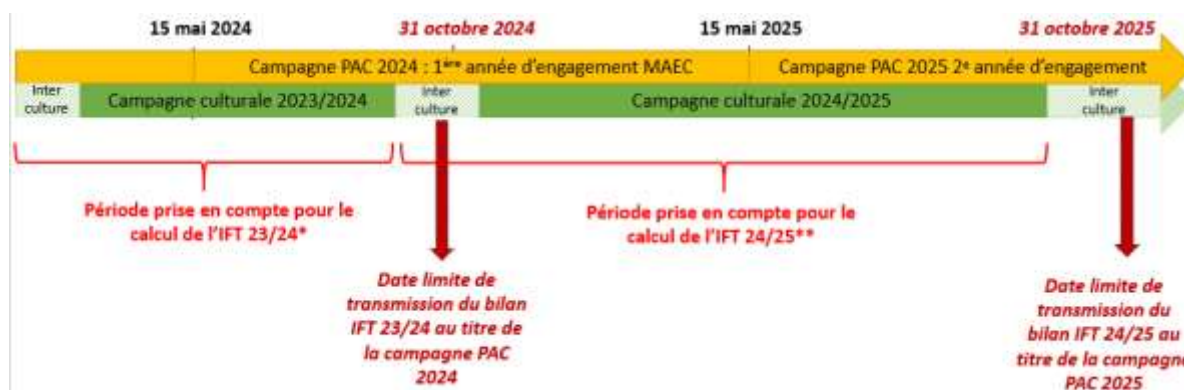 15 mai 2024
31 octobre 2024
15 mai 2025
31 octobre 2025
Campagne PAC 2024 : 1ère année d'engagement MAEC
Campagne PAC 2025 2e année d'engagement
Inter
culture
Campagne culturale 2023/2024
Inter
culture
Campagne culturale 2024/2025
Inter
culture
Période prise en compte pour le
calcul de l'IFT 23/24*
Période prise en compte pour le
calcul de l'IFT 24/25**
Date limite de
transmission du bilan
IFT 23/24 au titre de
la campagne PAC
2024
Date limite de
transmission du
bilan IFT 24/25 au
titre de la campagne
PAC 2025